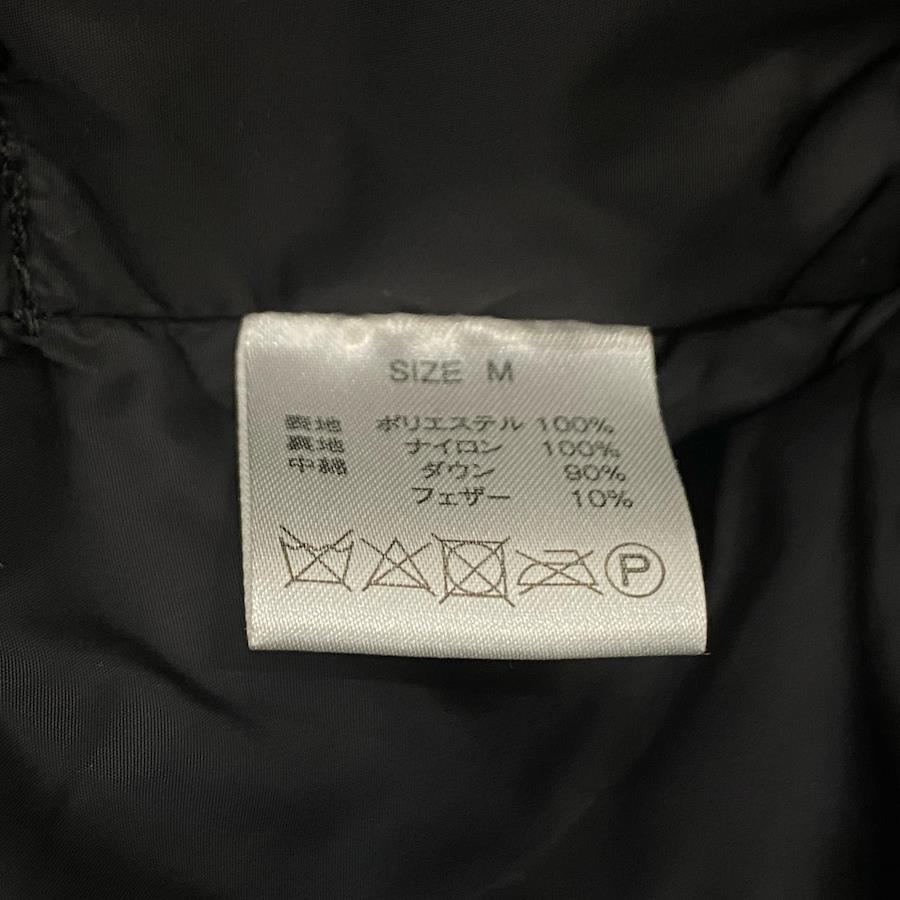 SIZE M
表地 ポリエステル 100%
裏地 ナイロン 100%
中綿 ダウン 90%
フェザー 10%
P